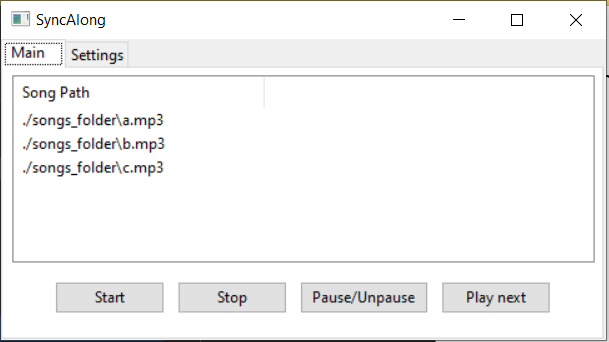 SyncAlong
Main Settings
Song Path
./songs_folder\a.mp3
./songs_folder\b.mp3
./songs_folder\c.mp3
Start Stop Pause/Unpause Play next